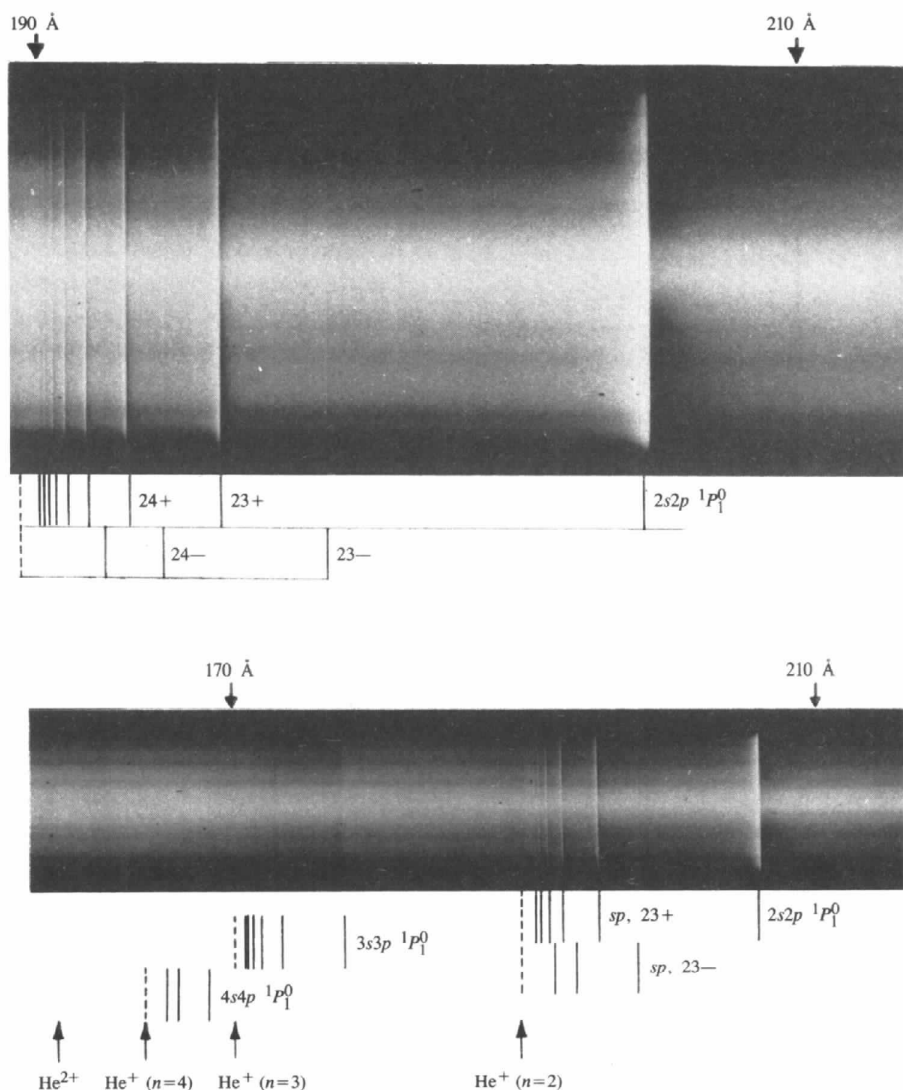 190 Å 210 Å
24+ 23+ 2s2p ¹P⁰₁
24— 23—
170 Å 210 Å
sp, 23+ 2s2p ¹P⁰₁
3s3p ¹P⁰₁ sp, 23—
4s4p ¹P⁰₁
He²⁺ He⁺ (n=4) He⁺ (n=3) He⁺ (n=2)